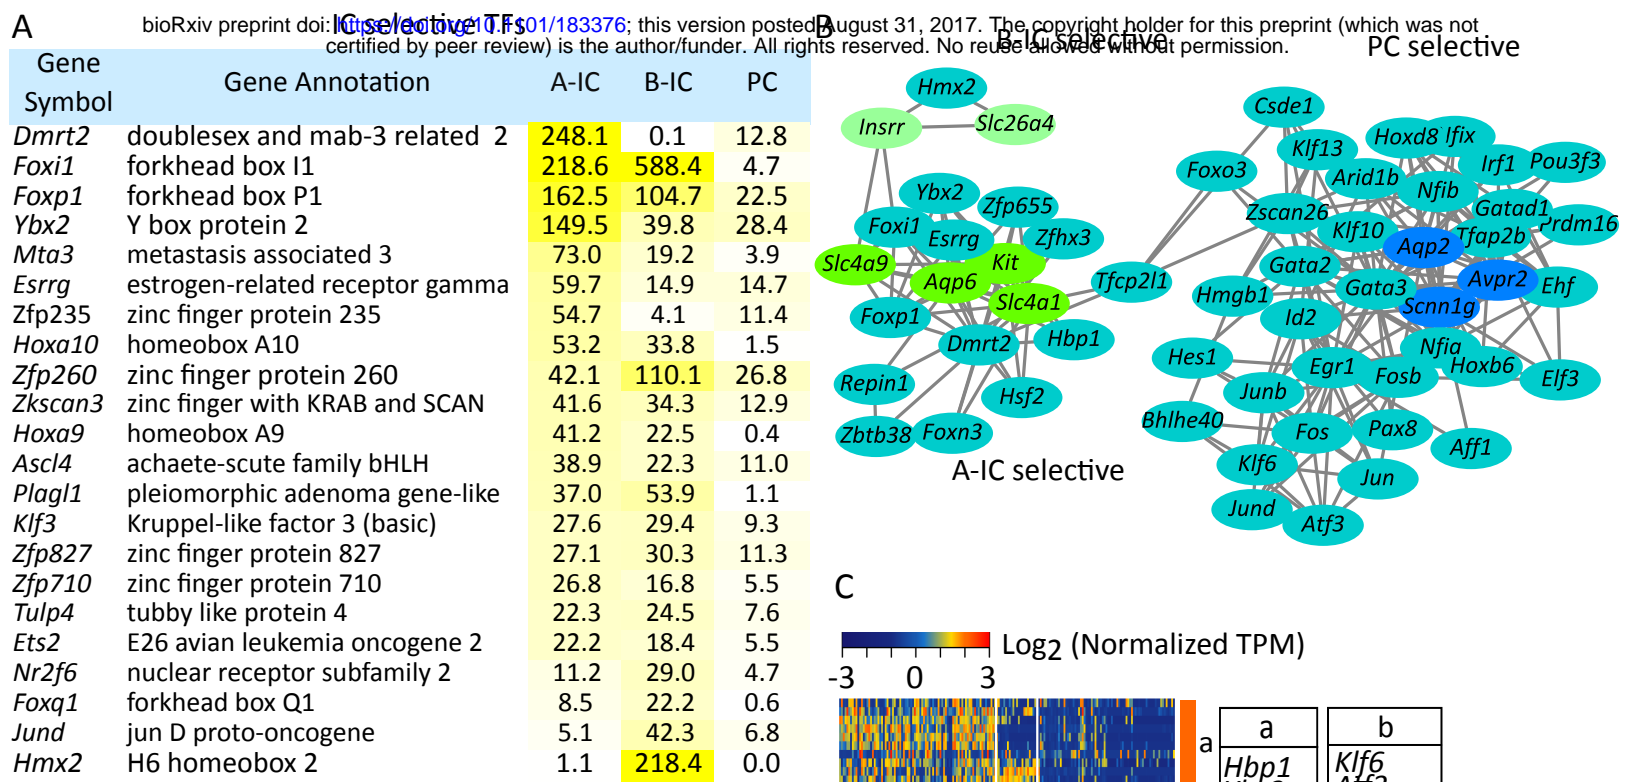 bioRxiv preprint doi: https://doi.org/10.1101/183376; this version posted August 31, 2017. The copyright holder for this preprint (which was not
certified by peer review) is the author/funder. All rights reserved. No reuse allowed without permission.
A
IC selective TFs
Gene Symbol Gene Annotation A-IC B-IC PC
Dmrt2 doublesex and mab-3 related 2 248.1 0.1 12.8
Foxi1 forkhead box I1 218.6 588.4 4.7
Foxp1 forkhead box P1 162.5 104.7 22.5
Ybx2 Y box protein 2 149.5 39.8 28.4
Mta3 metastasis associated 3 73.0 19.2 3.9
Esrrg estrogen-related receptor gamma 59.7 14.9 14.7
Zfp235 zinc finger protein 235 54.7 4.1 11.4
Hoxa10 homeobox A10 53.2 33.8 1.5
Zfp260 zinc finger protein 260 42.1 110.1 26.8
Zkscan3 zinc finger with KRAB and SCAN 41.6 34.3 12.9
Hoxa9 homeobox A9 41.2 22.5 0.4
Ascl4 achaete-scute family bHLH 38.9 22.3 11.0
Plagl1 pleiomorphic adenoma gene-like 37.0 53.9 1.1
Klf3 Kruppel-like factor 3 (basic) 27.6 29.4 9.3
Zfp827 zinc finger protein 827 27.1 30.3 11.3
Zfp710 zinc finger protein 710 26.8 16.8 5.5
Tulp4 tubby like protein 4 22.3 24.5 7.6
Ets2 E26 avian leukemia oncogene 2 22.2 18.4 5.5
Nr2f6 nuclear receptor subfamily 2 11.2 29.0 4.7
Foxq1 forkhead box Q1 8.5 22.2 0.6
Jund jun D proto-oncogene 5.1 42.3 6.8
Hmx2 H6 homeobox 2 1.1 218.4 0.0
B
B-IC selective
Hmx2
Insrr Slc26a4
Ybx2
Zfp655
Foxi1
Esrrg Zfhx3
Slc4a9 Kit
Aqp6
Slc4a1
Tfcp2l1
Foxp1
Dmrt2 Hbp1
Repin1
Hsf2
Zbtb38 Foxn3
A-IC selective
PC selective
Csde1
Klf13 Hoxd8 Ifix
Foxo3 Arid1b Nfib Irf1 Pou3f3
Zscan26 Gatad1
Klf10 Aqp2 Tfap2b Prdm16
Gata2
Hmgb1 Gata3 Avpr2 Ehf
Id2 Scnn1g
Nfia
Hes1 Egr1 Fosb Hoxb6 Elf3
Junb
Bhlhe40 Fos Pax8 Aff1
Klf6 Jun
Jund Atf3
C
Log2 (Normalized TPM)
-3 0 3
a
a b
Hbp1 Klf6
Atf3